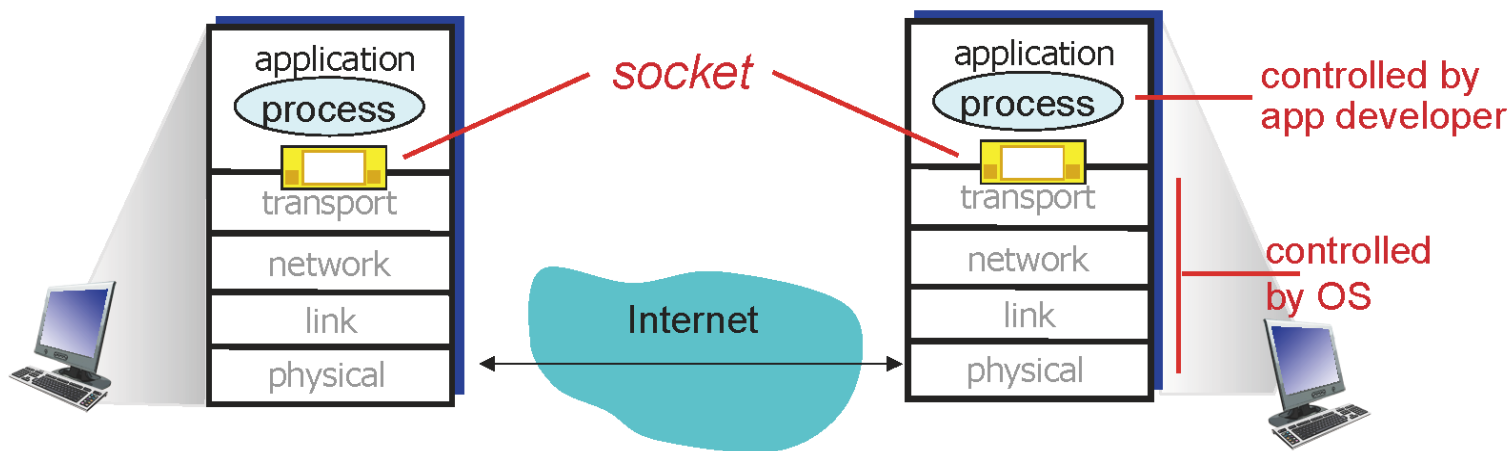 application
process
transport
network
link
physical
socket
Internet
application
process
transport
network
link
physical
controlled by
app developer
controlled
by OS